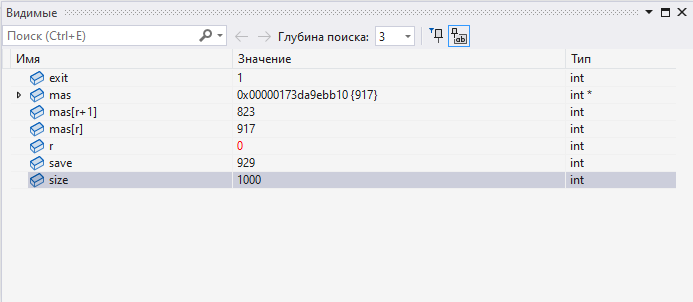 Видимые
Поиск (Ctrl+E) Глубина поиска: 3
Имя Значение Тип
exit 1 int
mas 0x00000173da9ebb10 {917} int *
mas[r+1] 823 int
mas[r] 917 int
r 0 int
save 929 int
size 1000 int